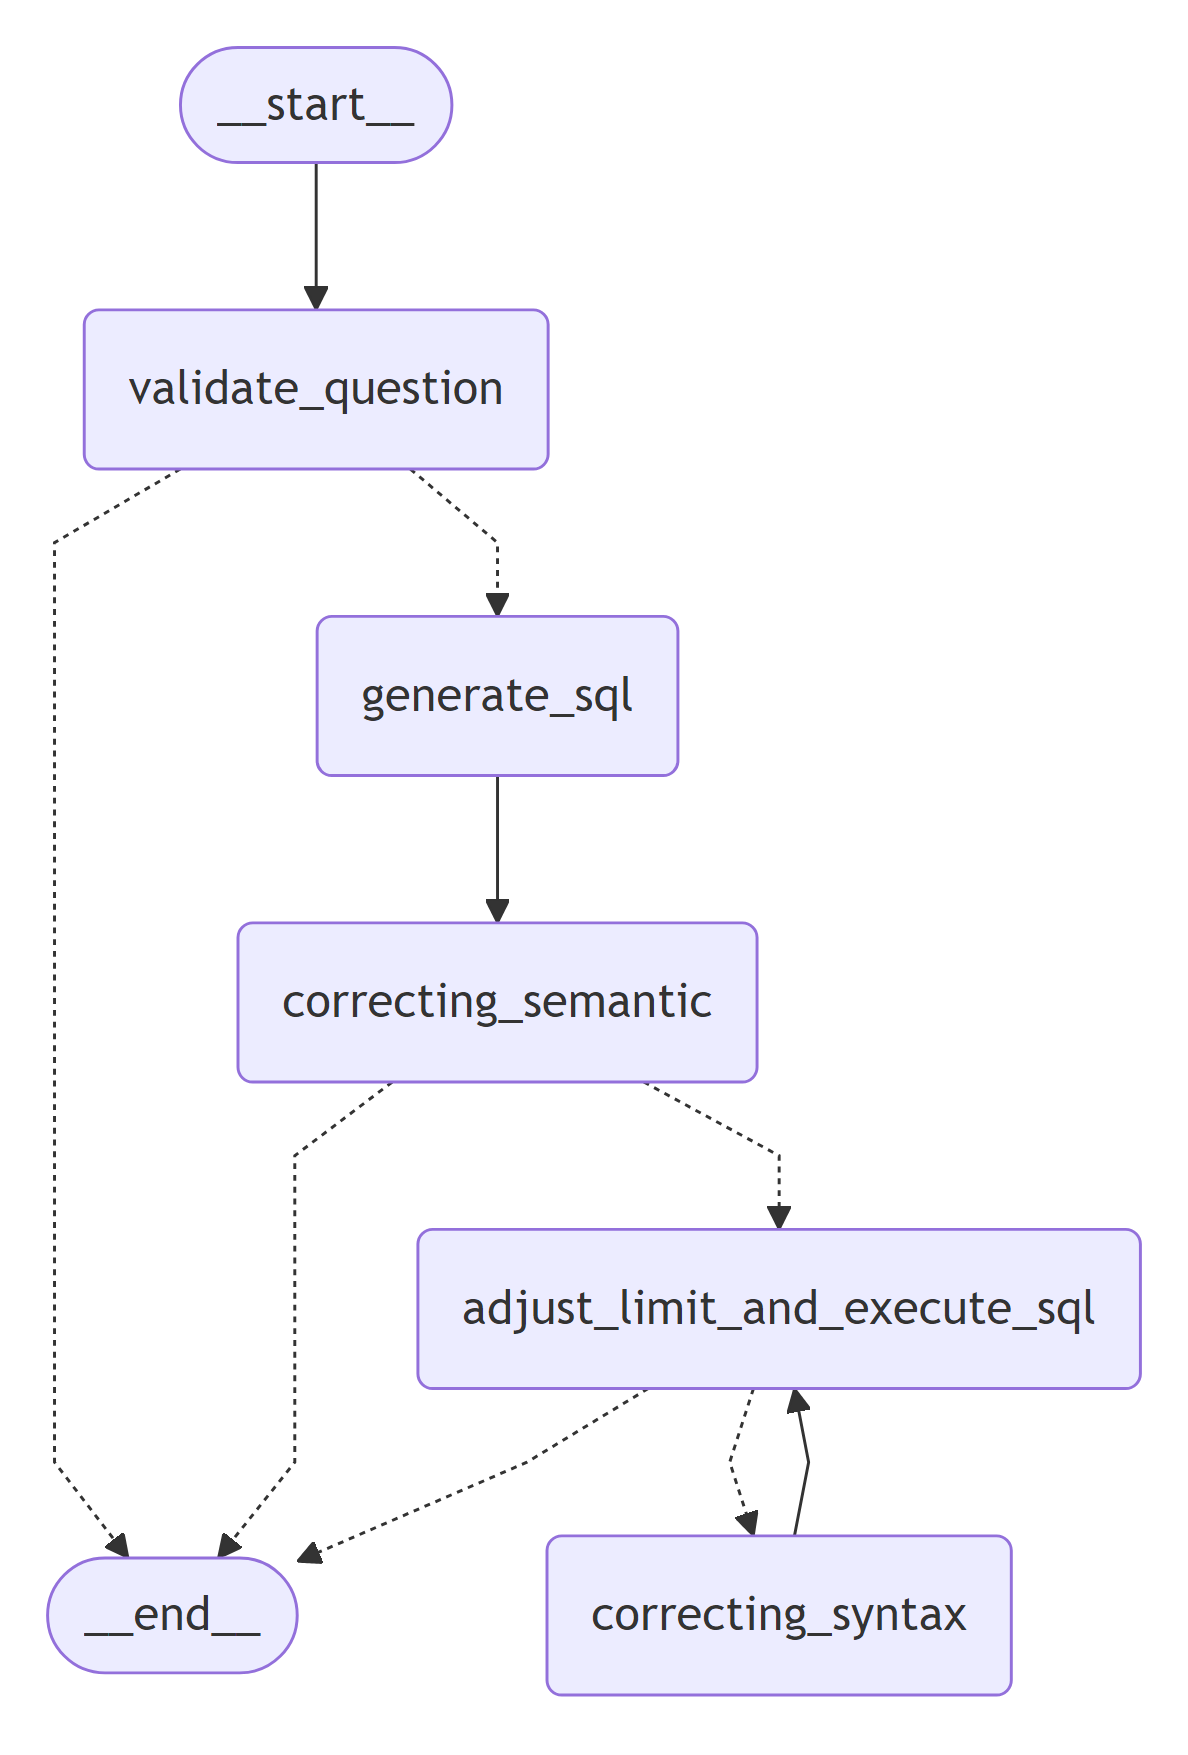 __start__
validate_question
generate_sql
correcting_semantic
adjust_limit_and_execute_sql
__end__
correcting_syntax